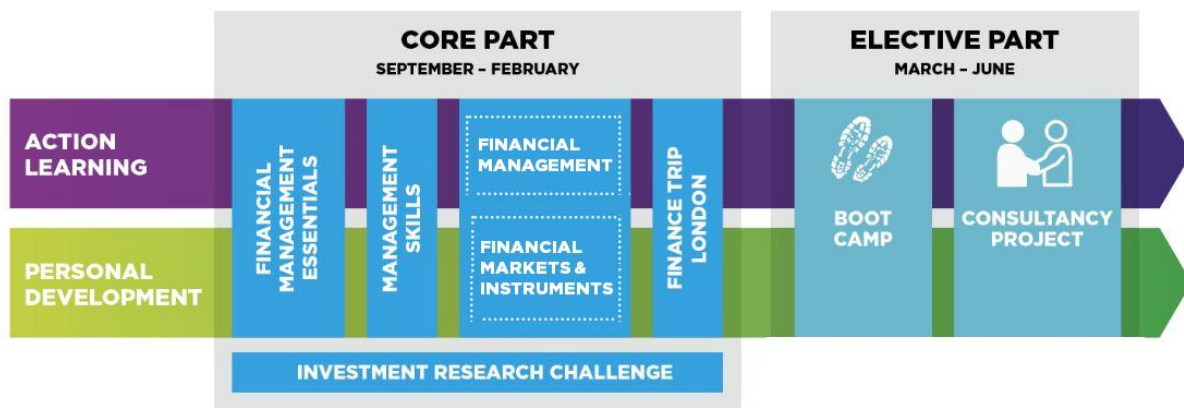 CORE PART
SEPTEMBER – FEBRUARY
ELECTIVE PART
MARCH – JUNE
ACTION
LEARNING
PERSONAL
DEVELOPMENT
FINANCIAL
MANAGEMENT
ESSENTIALS
MANAGEMENT
SKILLS
FINANCIAL
MANAGEMENT
FINANCIAL
MARKETS &
INSTRUMENTS
FINANCE TRIP
LONDON
BOOT
CAMP
CONSULTANCY
PROJECT
INVESTMENT RESEARCH CHALLENGE